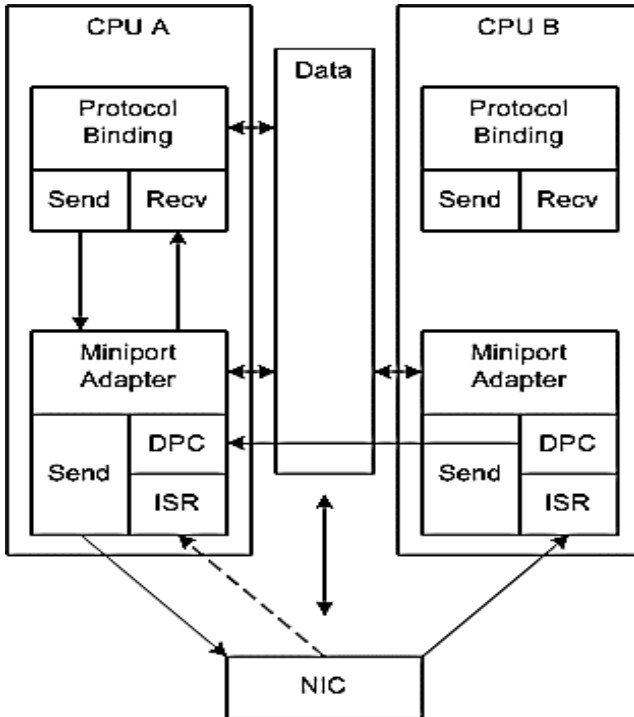 CPU A
Protocol
Binding
Send
Recv
Miniport
Adapter
Send
DPC
ISR
Data
CPU B
Protocol
Binding
Send
Recv
Miniport
Adapter
Send
DPC
ISR
NIC